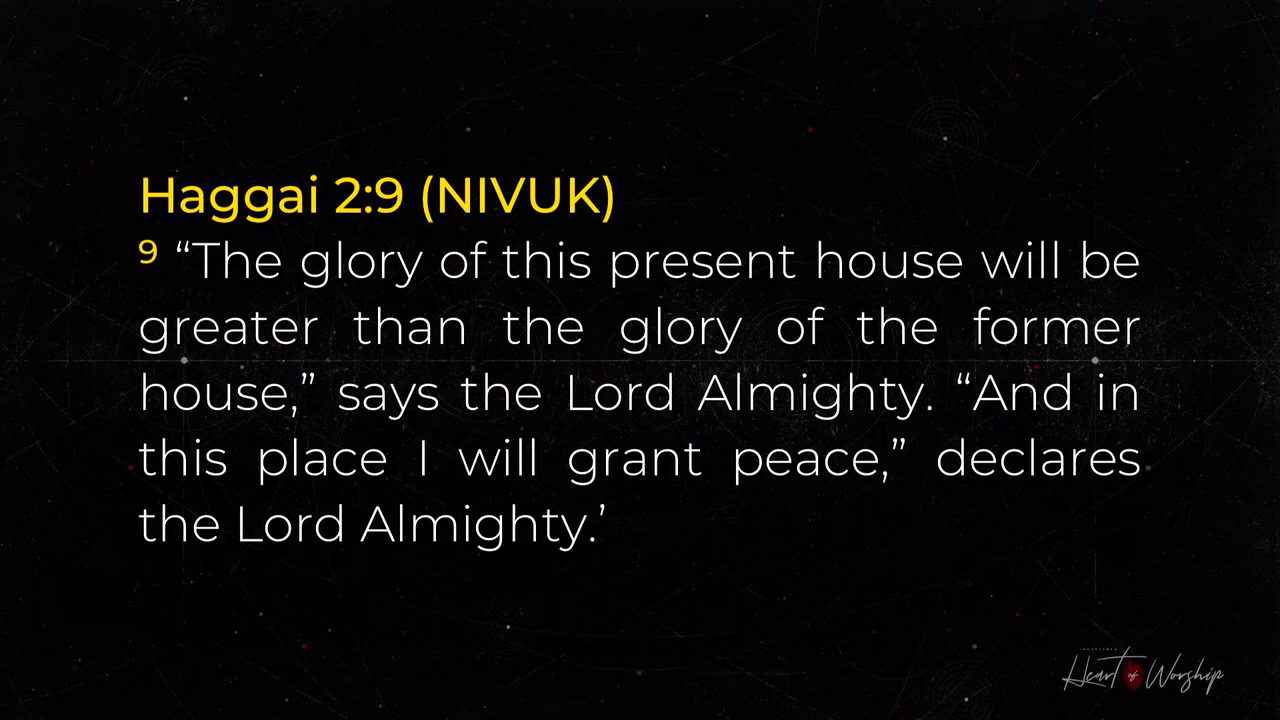 Haggai 2:9 (NIVUK)
9 “The glory of this present house will be
greater than the glory of the former
house,” says the Lord Almighty. “And in
this place I will grant peace,” declares
the Lord Almighty.’
Heart of Worship